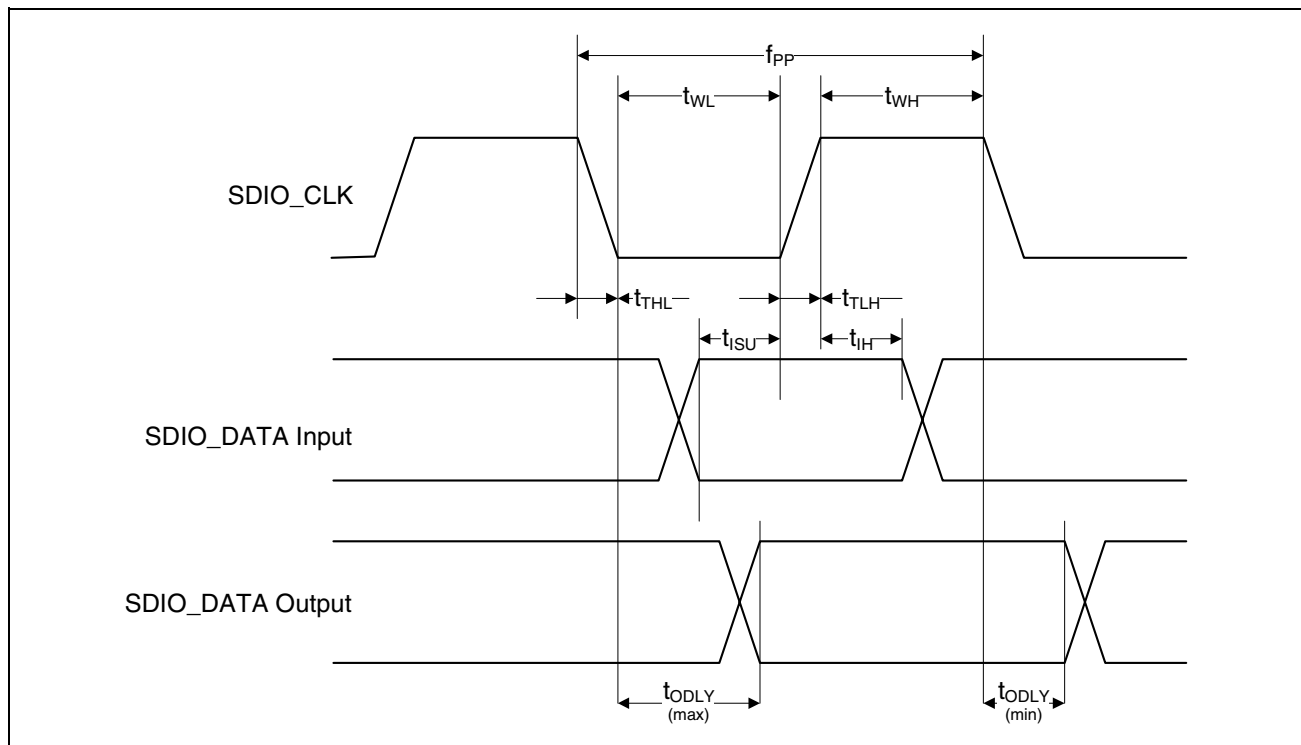 fPP
tWL
tWH
SDIO_CLK
tTHL
tTLH
tISU
tIH
SDIO_DATA Input
SDIO_DATA Output
tODLY
(max)
tODLY
(min)